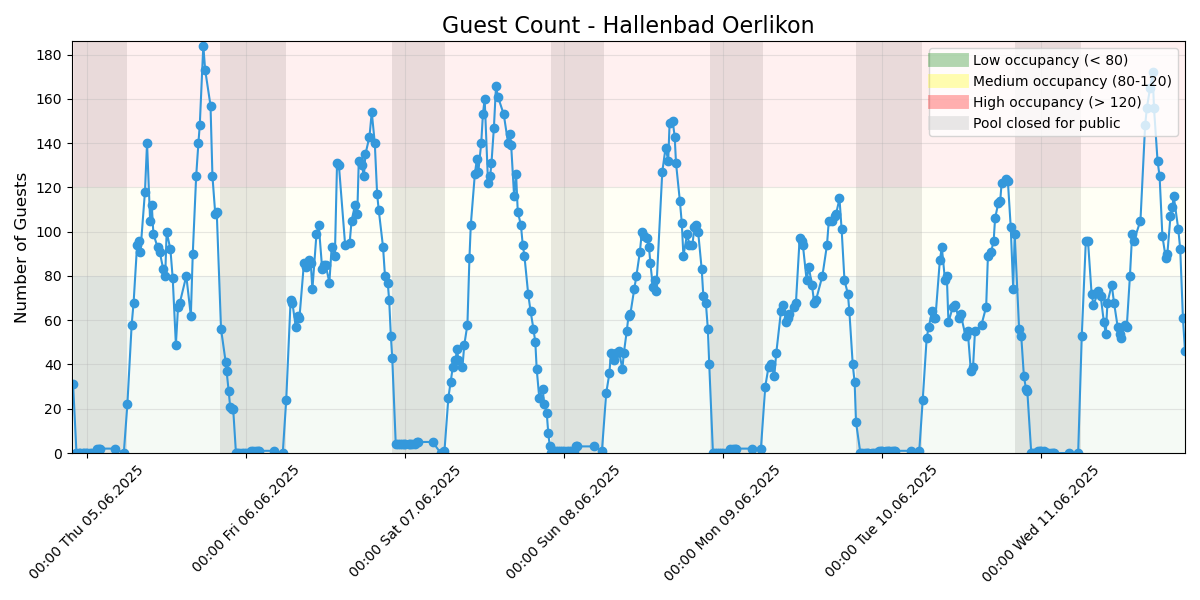 Guest Count - Hallenbad Oerlikon
Number of Guests
180
160
140
120
100
80
60
40
20
0
Low occupancy (< 80)
Medium occupancy (80-120)
High occupancy (> 120)
Pool closed for public
00:00 Thu 05.06.2025
00:00 Fri 06.06.2025
00:00 Sat 07.06.2025
00:00 Sun 08.06.2025
00:00 Mon 09.06.2025
00:00 Tue 10.06.2025
00:00 Wed 11.06.2025